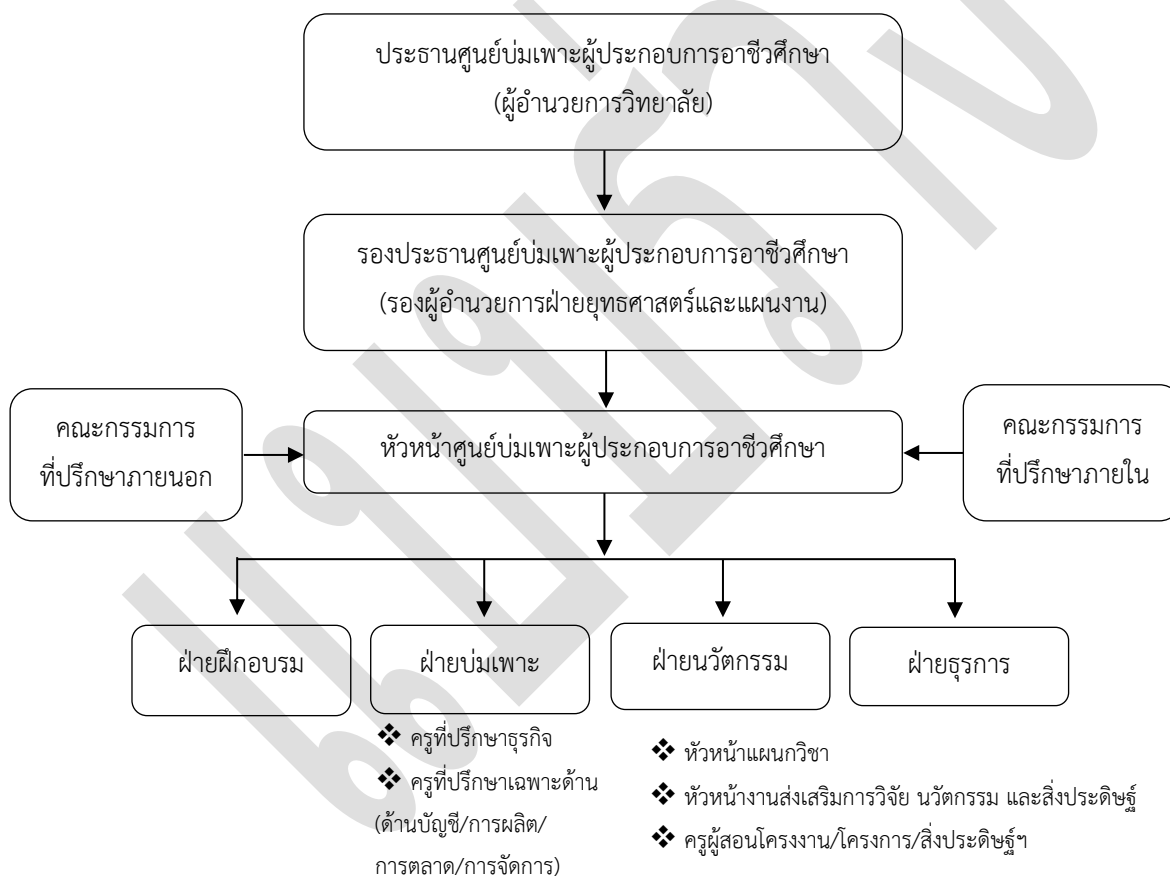 ประธานศูนย์บ่มเพาะผู้ประกอบการอาชีวศึกษา
(ผู้อำนวยการวิทยาลัย)
รองประธานศูนย์บ่มเพาะผู้ประกอบการอาชีวศึกษา
(รองผู้อำนวยการฝ่ายยุทธศาสตร์และแผนงาน)
คณะกรรมการ
ที่ปรึกษาภายนอก
หัวหน้าศูนย์บ่มเพาะผู้ประกอบการอาชีวศึกษา
คณะกรรมการ
ที่ปรึกษาภายใน
ฝ่ายฝึกอบรม
ฝ่ายบ่มเพาะ
ฝ่ายนวัตกรรม
ฝ่ายธุรการ
❖ ครูที่ปรึกษาธุรกิจ
❖ ครูที่ปรึกษาเฉพาะด้าน
(ด้านบัญชี/การผลิต/
การตลาด/การจัดการ)
❖ หัวหน้าแผนกวิชา
❖ หัวหน้างานส่งเสริมการวิจัย นวัตกรรม และสิ่งประดิษฐ์
❖ ครูผู้สอนโครงงาน/โครงการ/สิ่งประดิษฐ์ฯ